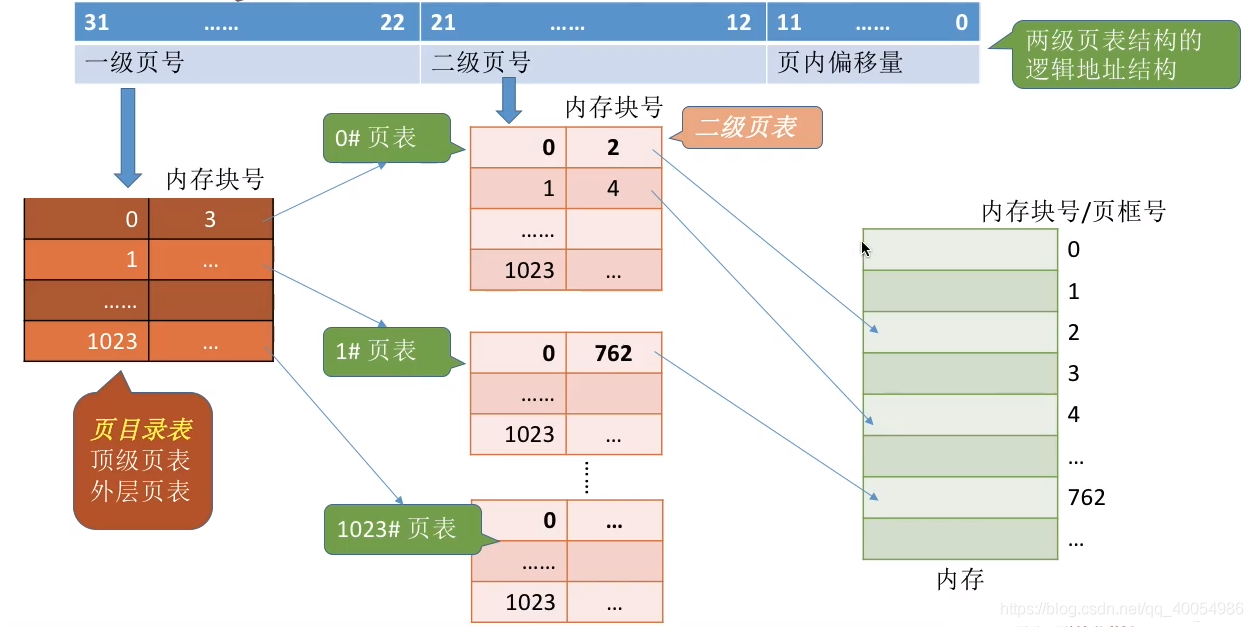 31 …… 22 21 …… 12 11 …… 0
一级页号 二级页号 页内偏移量
两级页表结构的
逻辑地址结构
内存块号
0 3
1 ...
……
1023 ...
页目录表
顶级页表
外层页表
0# 页表
内存块号
二级页表
0 2
1 4
……
1023 ...
1# 页表
0 762
……
1023 ...
1023# 页表
0 ...
……
1023 ...
内存块号/页框号
0
1
2
3
4
...
762
...
内存
https://blog.csdn.net/qq_40054986